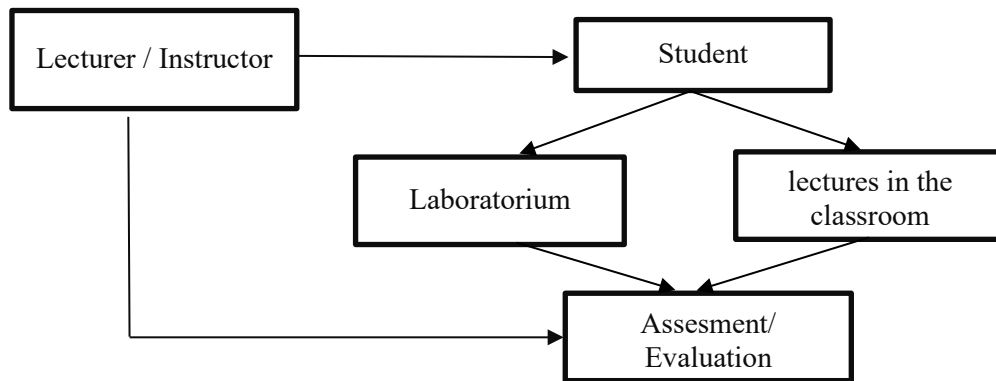 Lecturer / Instructor
Student
Laboratorium
lectures in the
classroom
Assesment/
Evaluation